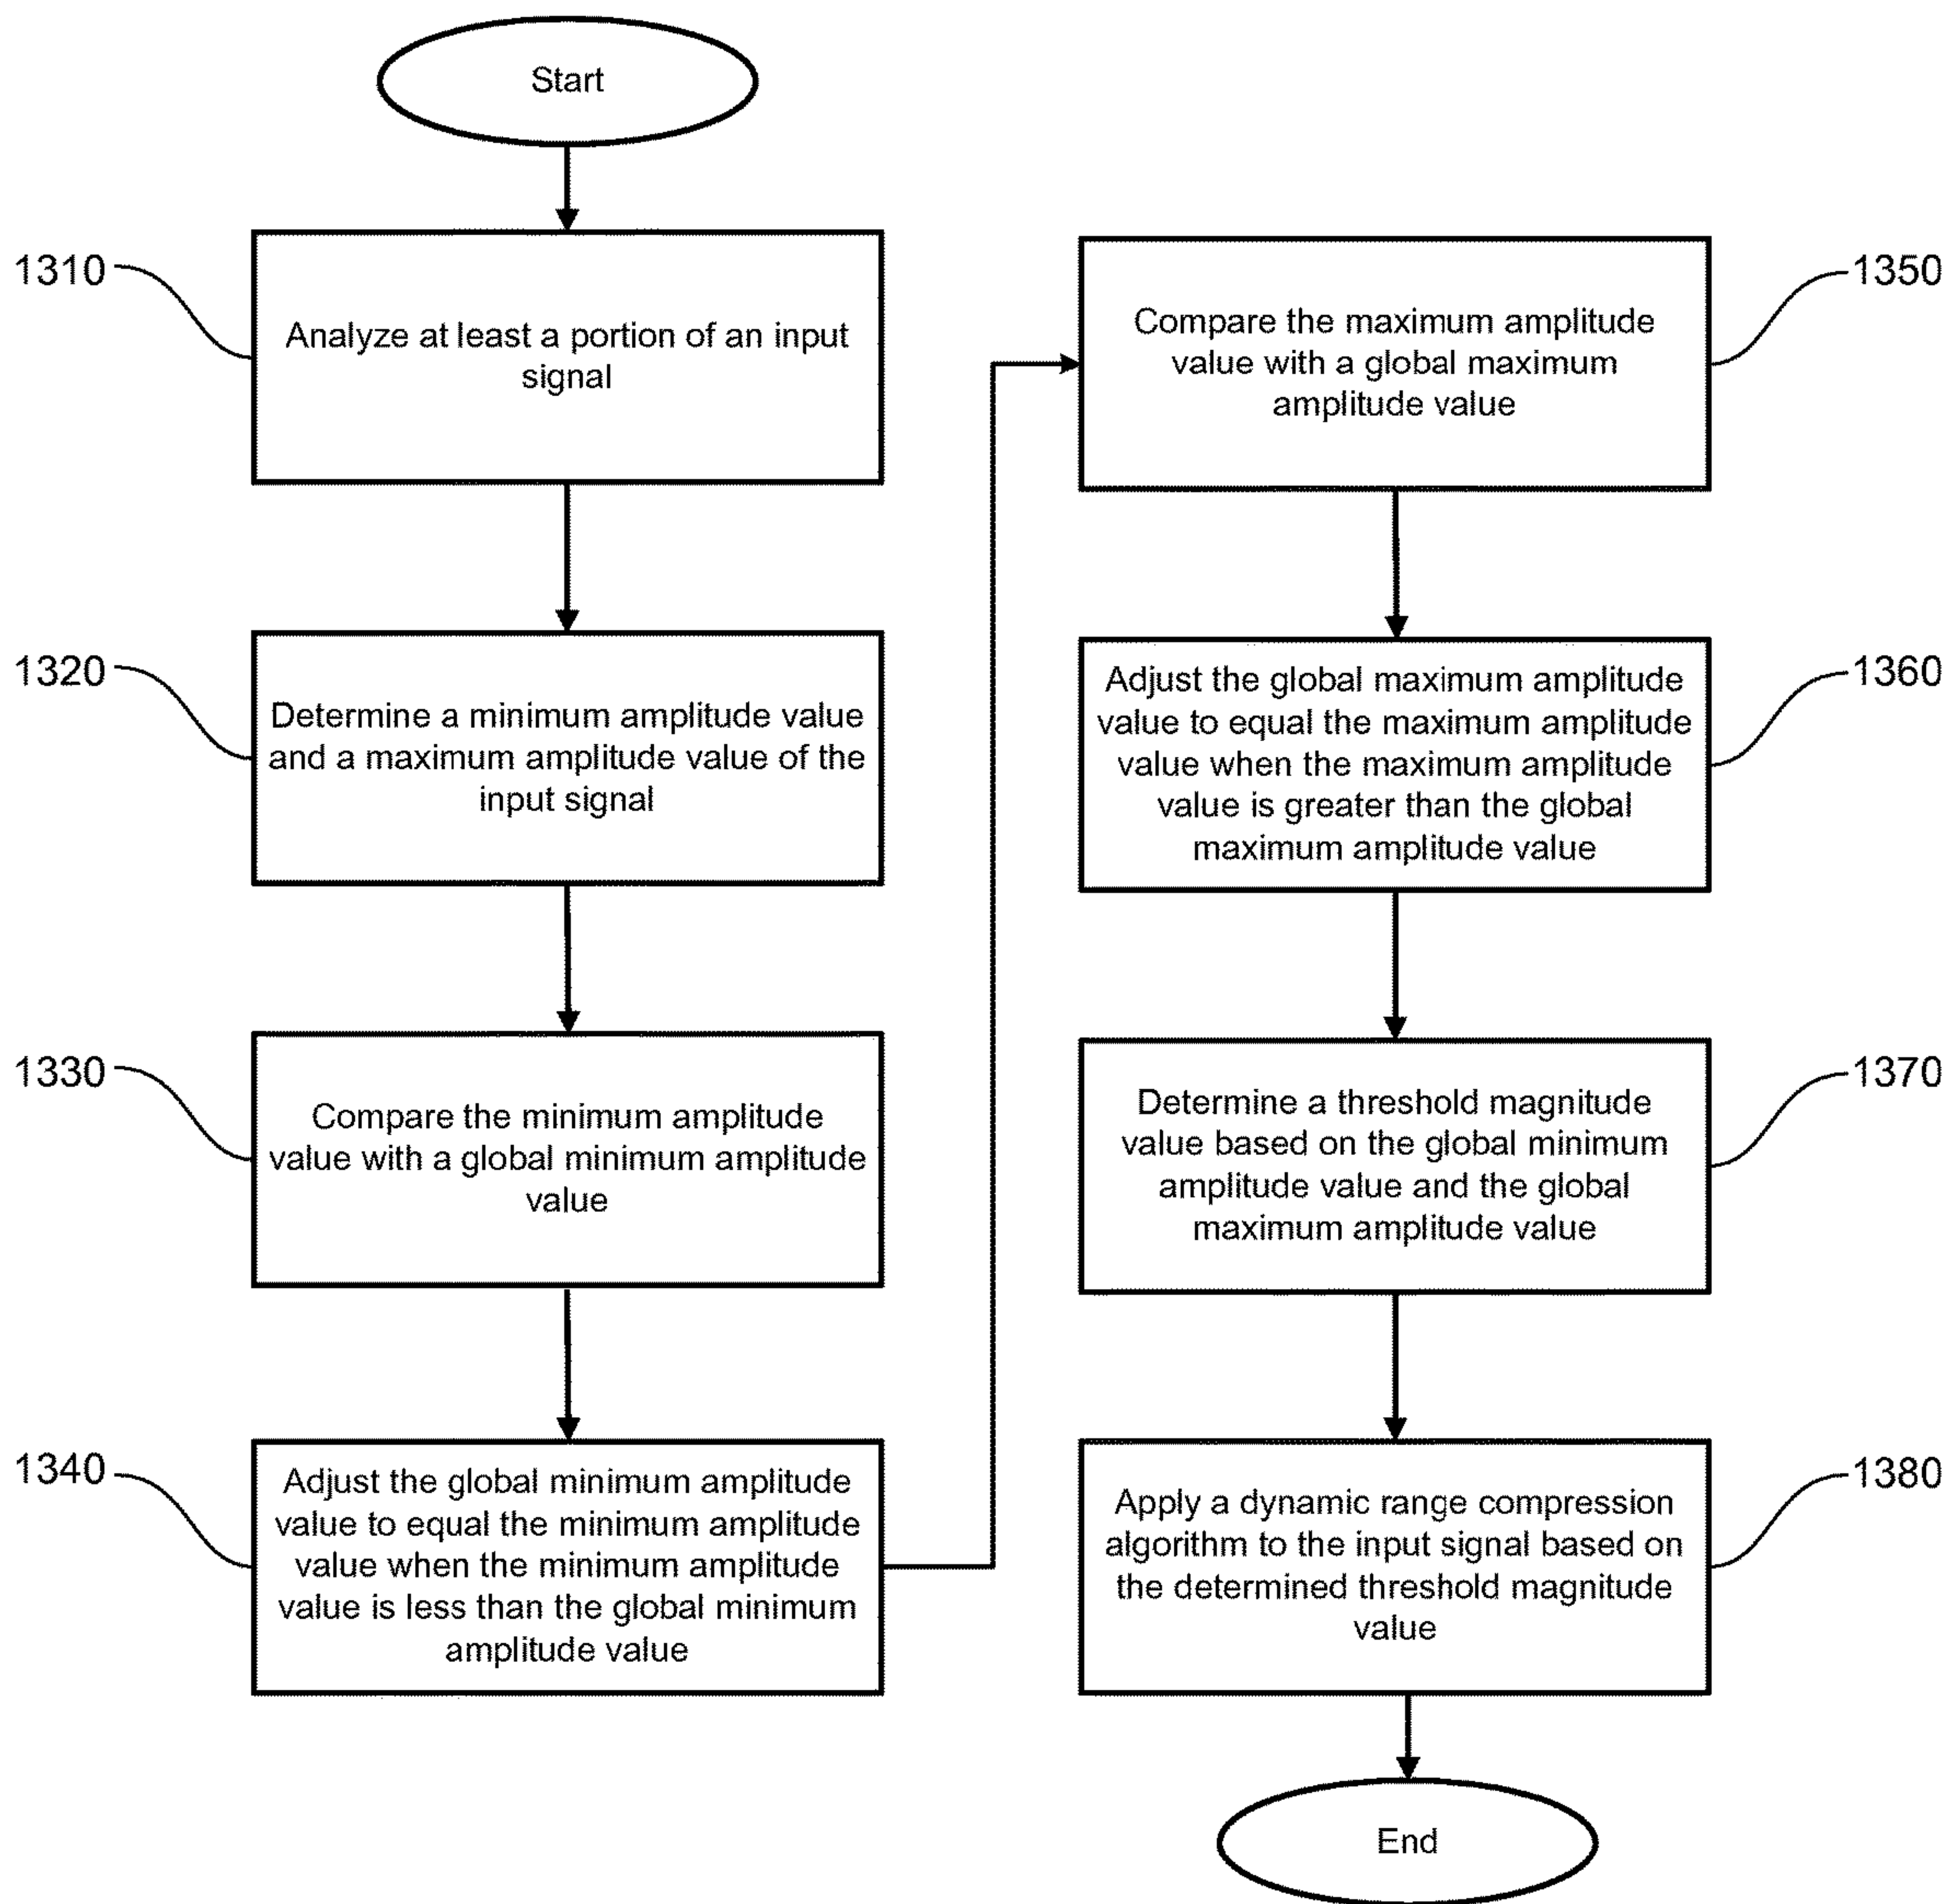 Start
1310
Analyze at least a portion of an input
signal
1320
Determine a minimum amplitude value
and a maximum amplitude value of the
input signal
1330
Compare the minimum amplitude
value with a global minimum amplitude
value
1340
Adjust the global minimum amplitude
value to equal the minimum amplitude
value when the minimum amplitude
value is less than the global minimum
amplitude value
1350
Compare the maximum amplitude
value with a global maximum
amplitude value
1360
Adjust the global maximum amplitude
value to equal the maximum amplitude
value when the maximum amplitude
value is greater than the global
maximum amplitude value
1370
Determine a threshold magnitude
value based on the global minimum
amplitude value and the global
maximum amplitude value
1380
Apply a dynamic range compression
algorithm to the input signal based on
the determined threshold magnitude
value
End